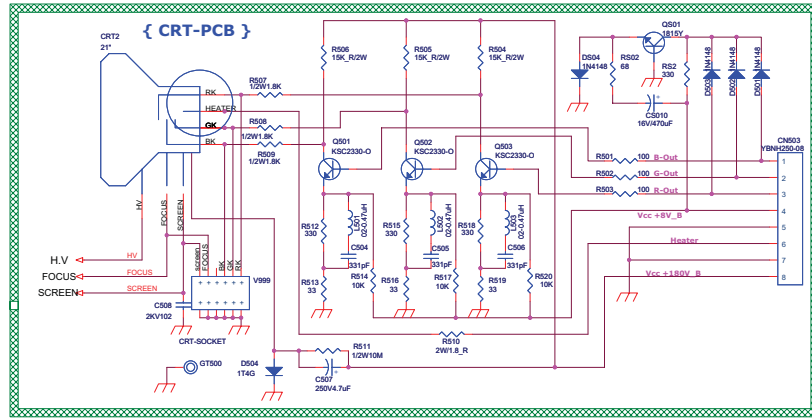 { CRT-PCB }
CRT2
21"
RK
HEATER
GK
BK
R507
1/2W1.8K
R508
1/2W1.8K
R509
1/2W1.8K
R506
15K_R/2W
R505
15K_R/2W
R504
15K_R/2W
Q501
KSC2330-O
Q502
KSC2330-O
Q503
KSC2330-O
DS04
1N4148
RS02
68
QS01
1815Y
RS2
330
CS010
16V/470uF
D503
1N4148
D502
1N4148
D501
1N4148
CN503
YBNH250-08
R501
100
B-Out
R502
100
G-Out
R503
100
R-Out
Vcc +8V_B
Heater
Vcc +180V_B
1
2
3
4
5
6
7
8
R512
330
L501
02-0.47uH
C504
331pF
R513
33
R514
10K
R515
330
L502
02-0.47uH
C505
331pF
R516
33
R517
10K
R518
330
L503
02-0.47uH
C506
331pF
R519
33
R520
10K
HV
FOCUS
SCREEN
H.V
HV
FOCUS
FOCUS
SCREEN
SCREEN
screen
FOCUS
BK
GK
RK
V999
C508
2KV102
CRT-SOCKET
GT500
D504
1T4G
R511
1/2W10M
C507
250V4.7uF
R510
2W/1.8_R